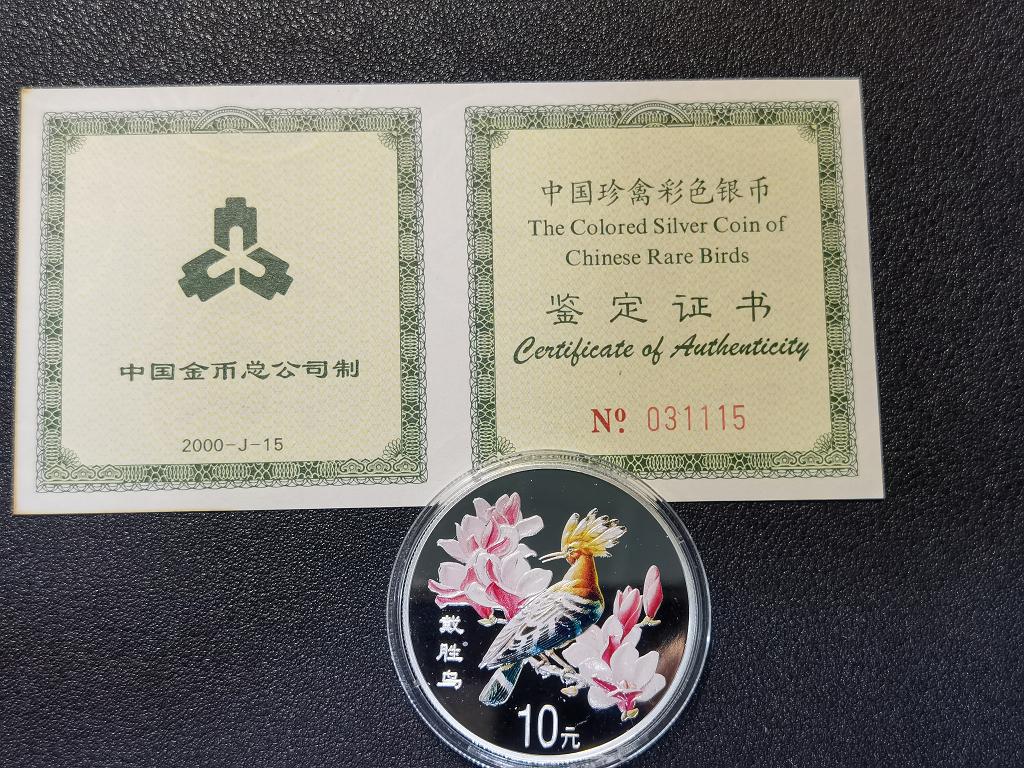 中国金币总公司制
2000-J-15
中国珍禽彩色银币
The Colored Silver Coin of
Chinese Rare Birds
鉴定证书
Certificate of Authenticity
Nº 031115
戴胜鸟
10元